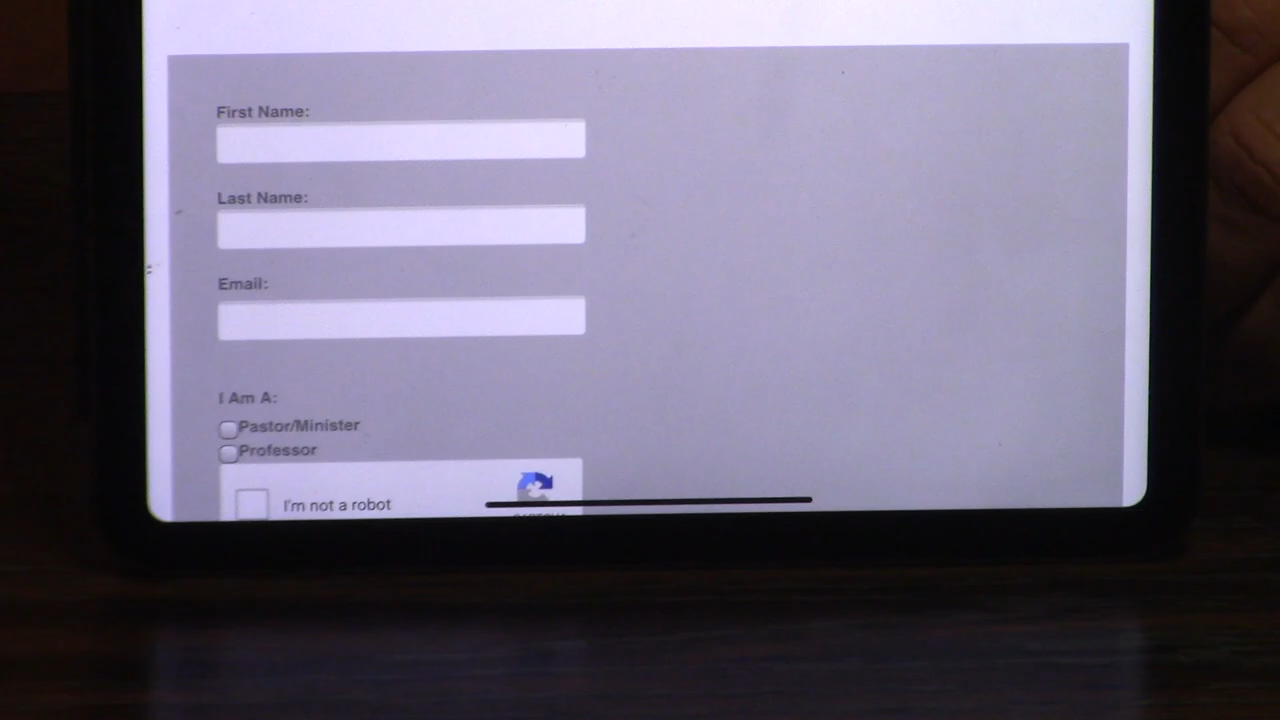 First Name:
Last Name:
Email:
I Am A:
Pastor/Minister
Professor
I'm not a robot